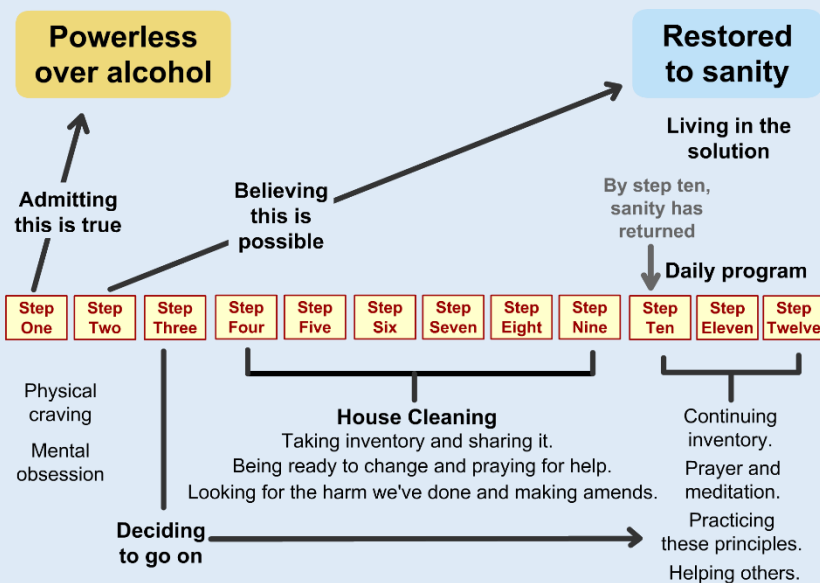 Powerless
over alcohol
Restored
to sanity
Living in the
solution
Admitting
this is true
Believing
this is
possible
By step ten,
sanity has
returned
Daily program
Step
One
Step
Two
Step
Three
Step
Four
Step
Five
Step
Six
Step
Seven
Step
Eight
Step
Nine
Step
Ten
Step
Eleven
Step
Twelve
Physical
craving
Mental
obsession
House Cleaning
Taking inventory and sharing it.
Being ready to change and praying for help.
Looking for the harm we've done and making amends.
Deciding
to go on
Continuing
inventory.
Prayer and
meditation.
Practicing
these principles.
Helping others.